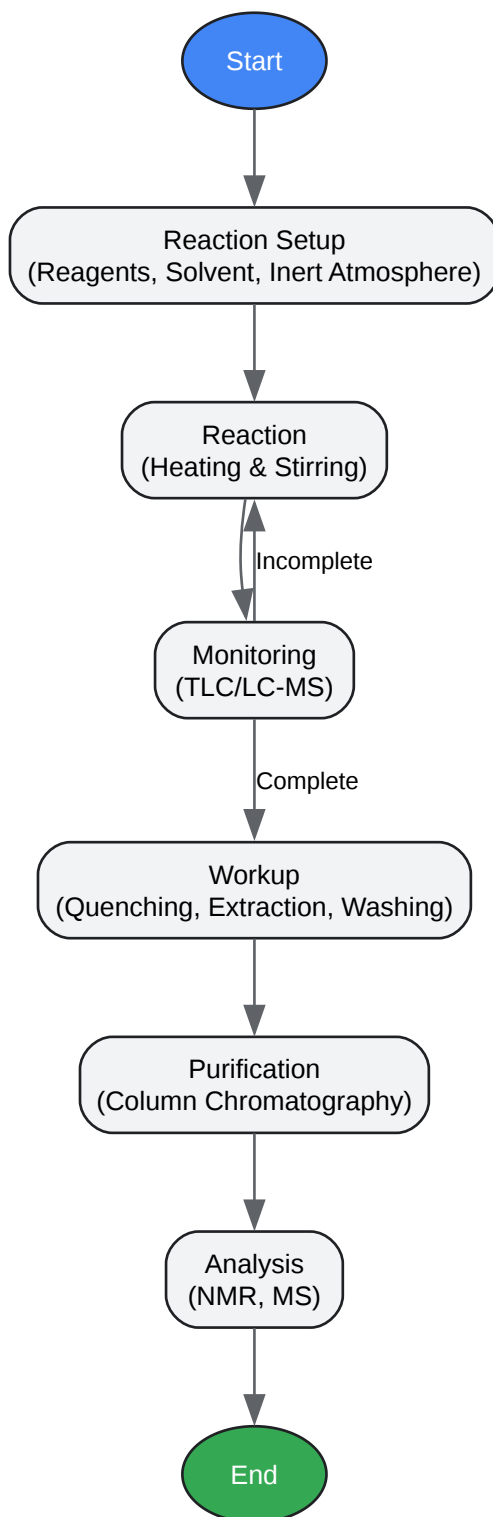 Start
Reaction Setup
(Reagents, Solvent, Inert Atmosphere)
Reaction
(Heating & Stirring)
Incomplete
Monitoring
(TLC/LC-MS)
Complete
Workup
(Quenching, Extraction, Washing)
Purification
(Column Chromatography)
Analysis
(NMR, MS)
End